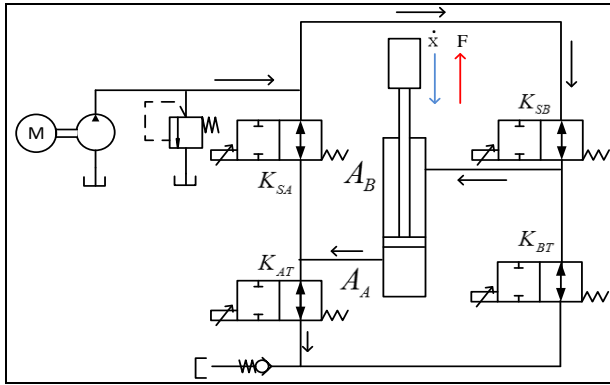 ẋ F
K_SB
M
K_SA
A_B
K_BT
K_AT
A_A